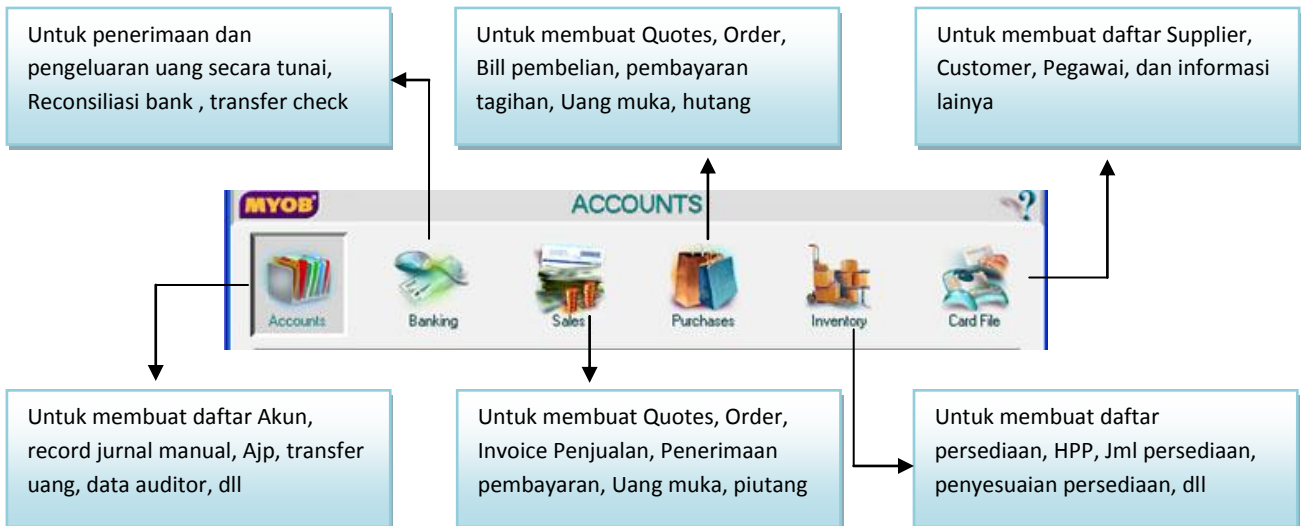 Untuk penerimaan dan
pengeluaran uang secara tunai,
Reconsiliasi bank , transfer check
Untuk membuat Quotes, Order,
Bill pembelian, pembayaran
tagihan, Uang muka, hutang
Untuk membuat daftar Supplier,
Customer, Pegawai, dan informasi
lainya
MYOB
ACCOUNTS
?
Accounts
Banking
Sales
Purchases
Inventory
Card File
Untuk membuat daftar Akun,
record jurnal manual, Ajp, transfer
uang, data auditor, dll
Untuk membuat Quotes, Order,
Invoice Penjualan, Penerimaan
pembayaran, Uang muka, piutang
Untuk membuat daftar
persediaan, HPP, Jml persediaan,
penyesuaian persediaan, dll